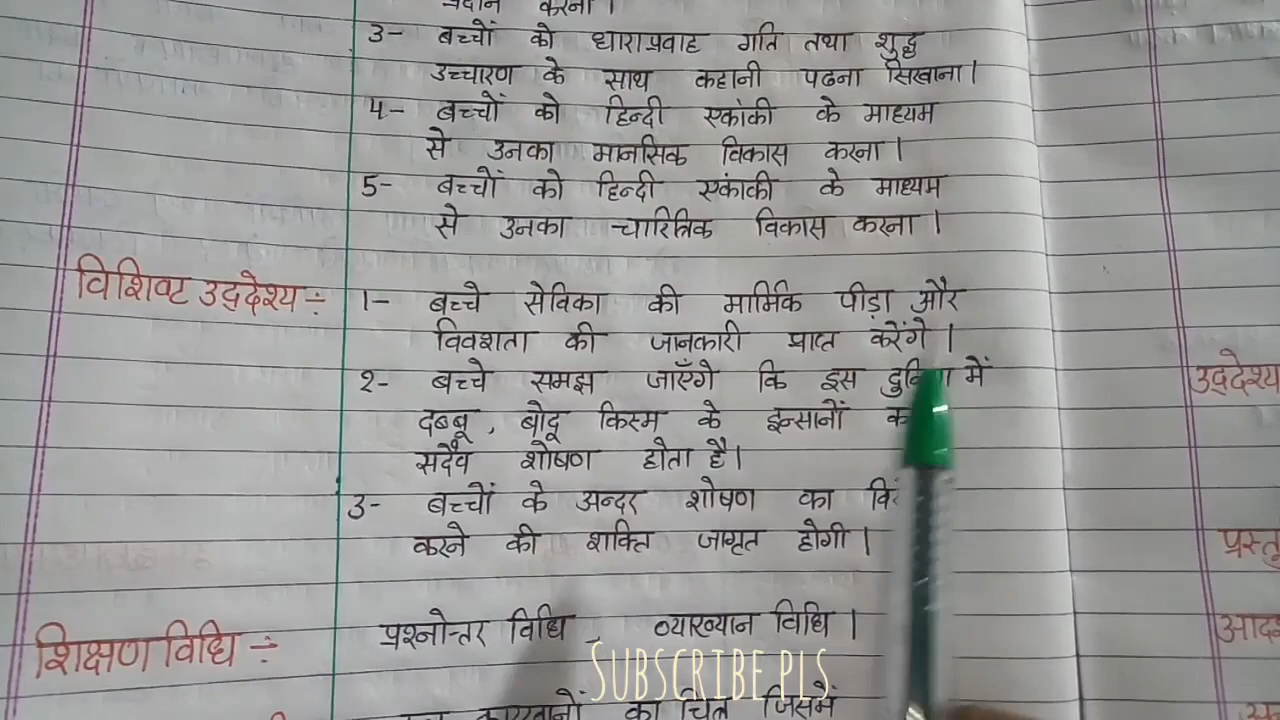 प्रदान करना।
3- बच्चों को धाराप्रवाह गति तथा शुद्ध
उच्चारण के साथ कहानी पढना सिखाना।
4- बच्चों को हिन्दी एकांकी के माध्यम
से उनका मानसिक विकास करना।
5- बच्चों को हिन्दी एकांकी के माध्यम
से उनका चारित्रिक विकास करना।
विशिष्ट उद्देश्य :- 1- बच्चे सेविका की मार्मिक पीड़ा और
विवशता की जानकारी प्राप्त करेंगे।
2- बच्चे समझ जाएँगे कि इस में
दब्बू, बोदू किस्म के इन्सानों
सदैव शोषण होता है।
3- बच्चों के अन्दर शोषण का
करने की शक्ति जागृत होगी।
शिक्षण विधि :- प्रश्नोत्तर विधि, व्याख्यान विधि।
SUBSCRIBE PLS
का चित्र जिसमें
उद्देश्य